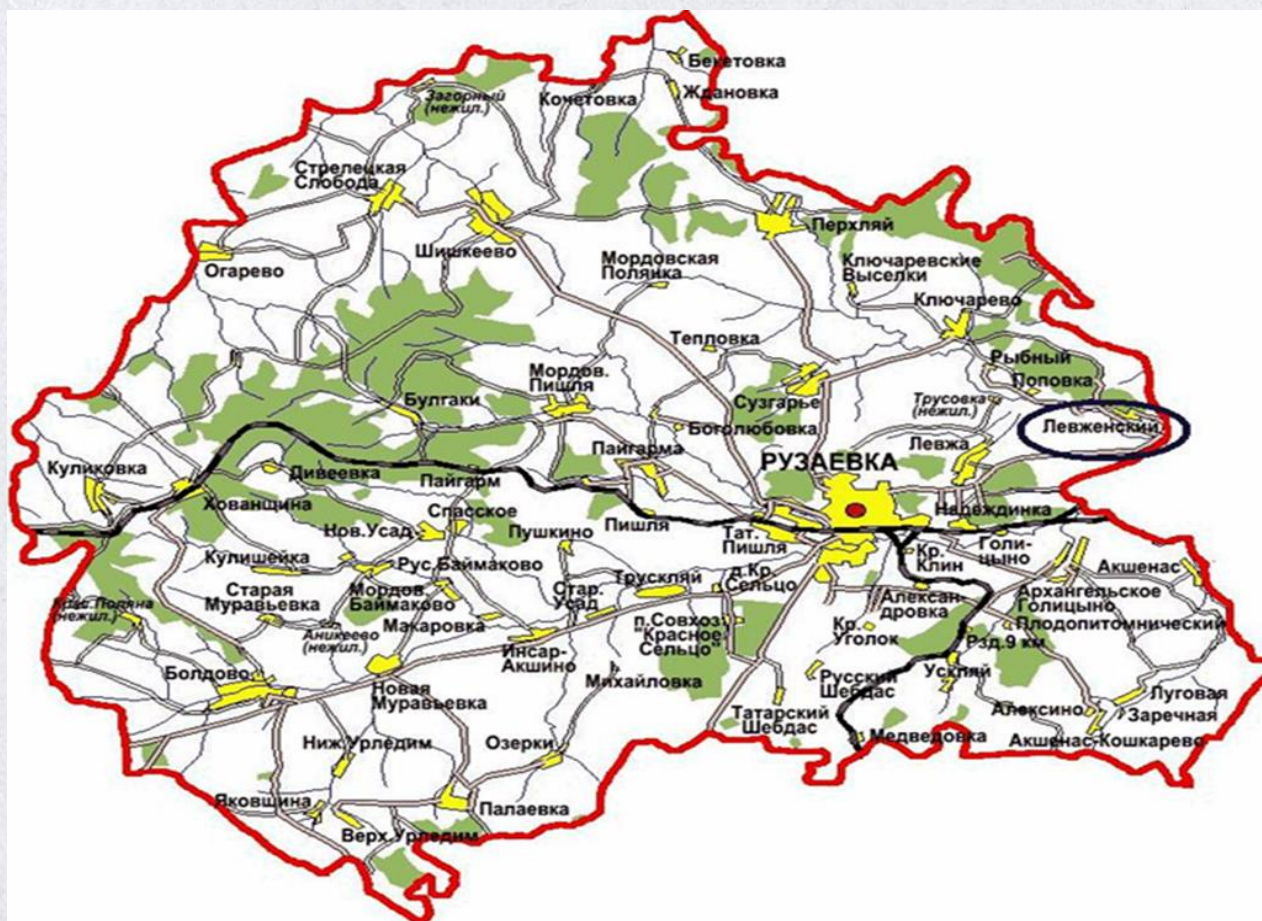 Бекетовка
Ждановка
Загорный
(нежил.)
Кочетовка
Стрелецкая
Слобода
Шишкеево
Огарево
Перхляй
Мордовская
Поляйка
Ключаревские
Выселки
Ключарево
Тепловка
Рыбный
Поповка
Мордов.
Пишля
Сузгарье
Трусовка
(нежил.)
Левженский
Булгаки
Боголюбовка
Левжа
Пайгарма
РУЗАЕВКА
Куликовка
Дивеевка
Пайгарм
Хованщина
Спасское
Надеждинка
Нов.Усад
Пушкино
Пишля
Тат.
Пишля
Голи-
цыно
Кр.
Клин
Кулишейка
Рус.Баймаково
Трускляй
д.Кр.
Сельцо
Акшенас
Старая
Муравьевка
Мордов.
Баймаково
Стар.
Усад
Алексан-
дровка
Архангельское
Голицыно
Крас.Поляна
(нежил.)
Аникеево
(нежил.)
Макаровка
п.Совхоз
"Красное
Сельцо"
Кр.
Уголок
Плодопитомнический
Рзд.9 км
Инсар-
Акшино
Болдово
Новая
Муравьевка
Михайловка
Русский
Шебдас
Ускляй
Луговая
Татарский
Шебдас
Алексино
Заречная
Ниж.Урледим
Озерки
Медведовка
Акшенас-Кошкарево
Яковщина
Палаевка
Верх.Урледим